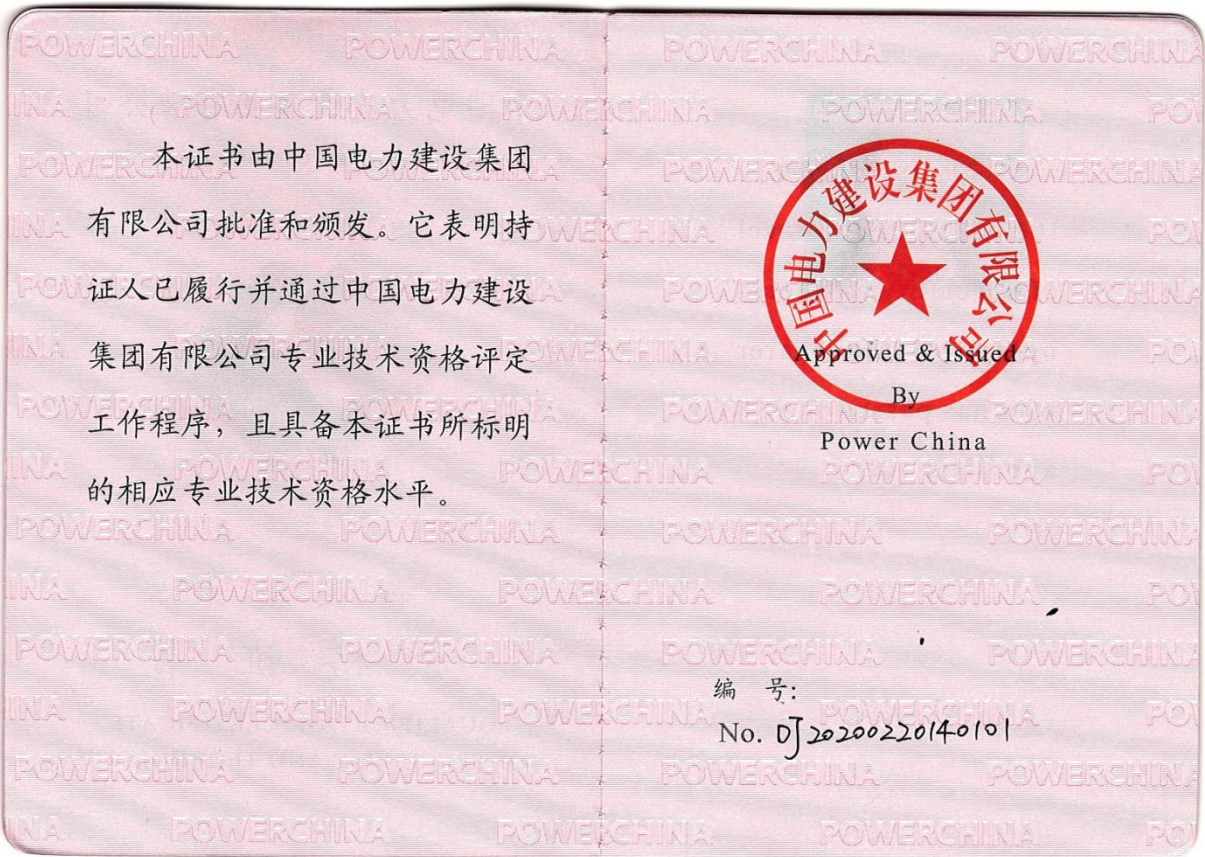 本证书由中国电力建设集团
有限公司批准和颁发。它表明持
证人已履行并通过中国电力建设
集团有限公司专业技术资格评定
工作程序，且具备本证书所标明
的相应专业技术资格水平。
中国电力建设集团有限公司
Approved & Issued
By
Power China
编 号:
No. DJ20200220140101
POWERCHINA